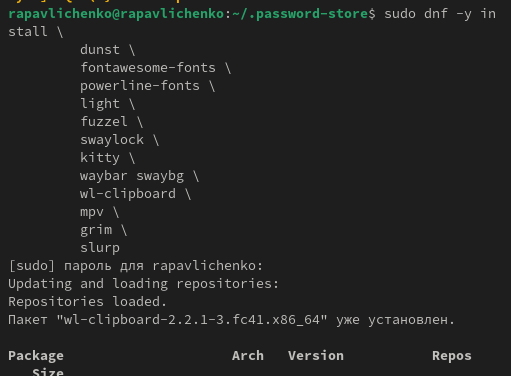 rapavlichenko@rapavlichenko:~/.password-store$ sudo dnf -y in
stall \
dunst \
fontawesome-fonts \
powerline-fonts \
light \
fuzzel \
swaylock \
kitty \
waybar swaybg \
wl-clipboard \
mpv \
grim \
slurp
[sudo] пароль для rapavlichenko:
Updating and loading repositories:
Repositories loaded.
Пакет "wl-clipboard-2.2.1-3.fc41.x86_64" уже установлен.
Package Arch Version Repos
Size